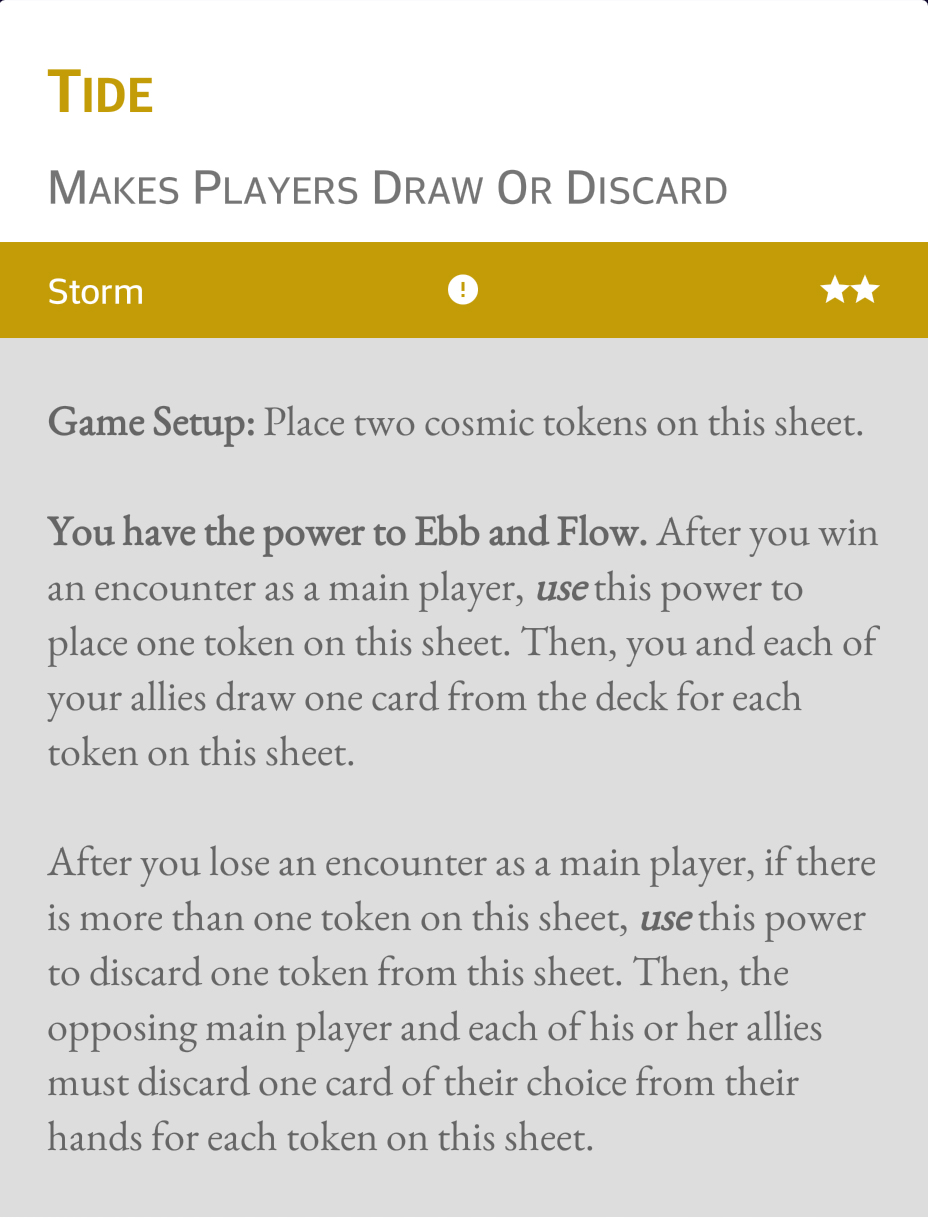 Tide
Makes Players Draw Or Discard
Storm
Game Setup: Place two cosmic tokens on this sheet.
You have the power to Ebb and Flow. After you win
an encounter as a main player, use this power to
place one token on this sheet. Then, you and each of
your allies draw one card from the deck for each
token on this sheet.
After you lose an encounter as a main player, if there
is more than one token on this sheet, use this power
to discard one token from this sheet. Then, the
opposing main player and each of his or her allies
must discard one card of their choice from their
hands for each token on this sheet.